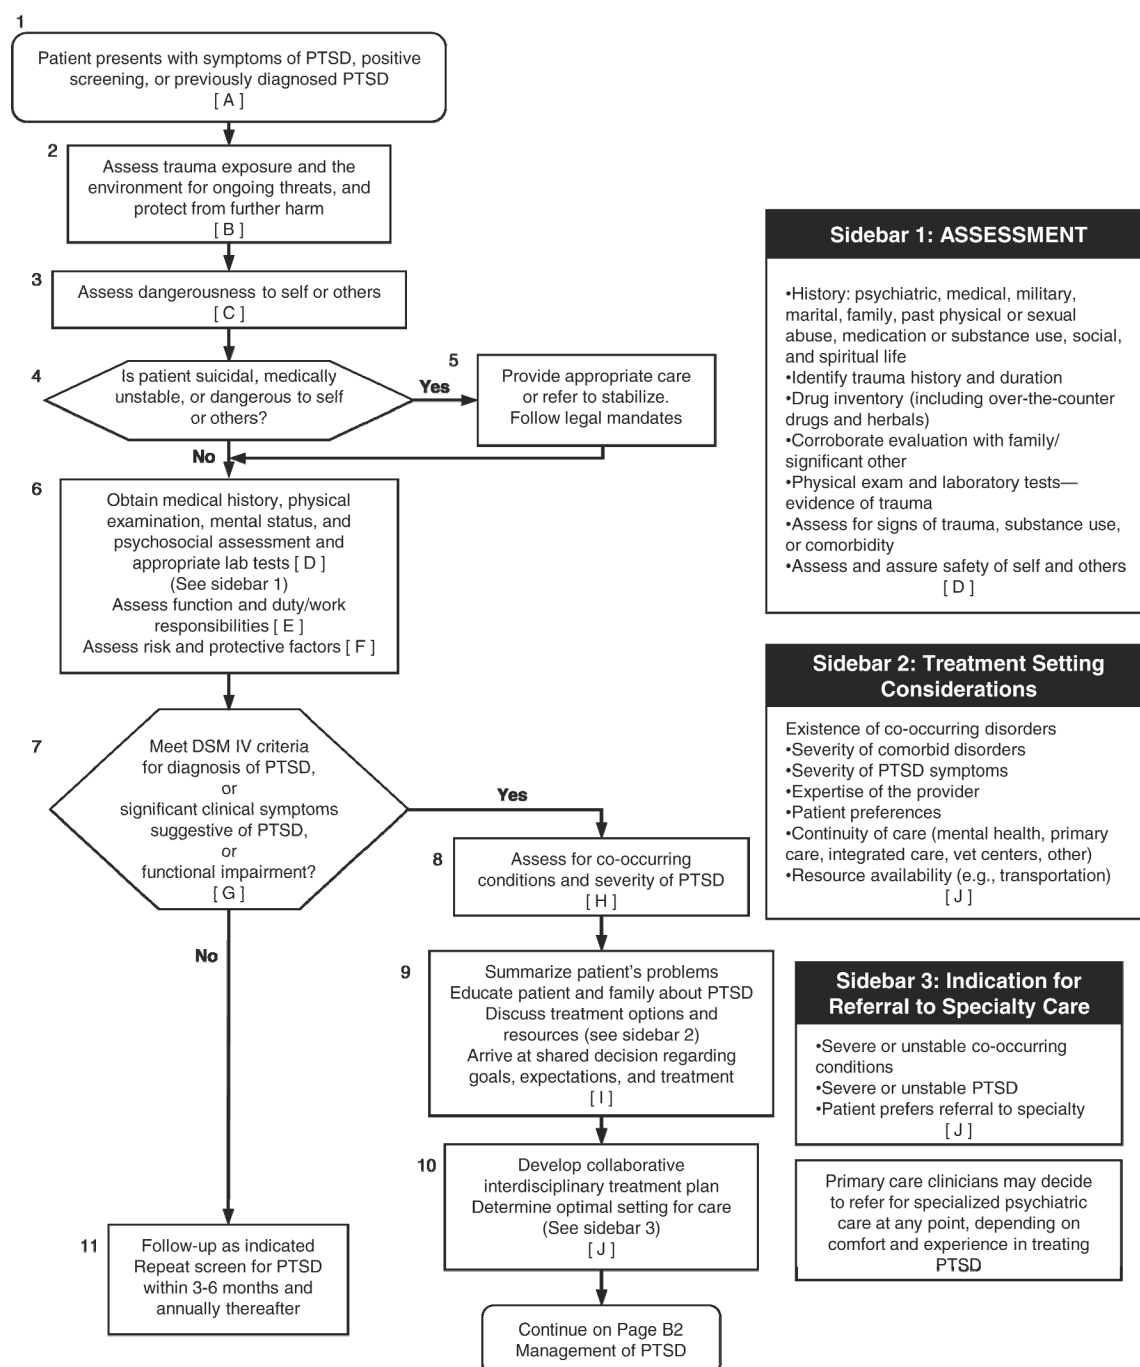 1
Patient presents with symptoms of PTSD, positive
screening, or previously diagnosed PTSD
[ A ]
2
Assess trauma exposure and the
environment for ongoing threats, and
protect from further harm
[ B ]
3
Assess dangerousness to self or others
[ C ]
4
Is patient suicidal, medically
unstable, or dangerous to self
or others?
Yes
5
Provide appropriate care
or refer to stabilize.
Follow legal mandates
No
6
Obtain medical history, physical
examination, mental status, and
psychosocial assessment and
appropriate lab tests [ D ]
(See sidebar 1)
Assess function and duty/work
responsibilities [ E ]
Assess risk and protective factors [ F ]
7
Meet DSM IV criteria
for diagnosis of PTSD,
or
significant clinical symptoms
suggestive of PTSD,
or
functional impairment?
[ G ]
Yes
No
8
Assess for co-occurring
conditions and severity of PTSD
[ H ]
9
Summarize patient's problems
Educate patient and family about PTSD
Discuss treatment options and
resources (see sidebar 2)
Arrive at shared decision regarding
goals, expectations, and treatment
[ I ]
10
Develop collaborative
interdisciplinary treatment plan
Determine optimal setting for care
(See sidebar 3)
[ J ]
11
Follow-up as indicated
Repeat screen for PTSD
within 3-6 months and
annually thereafter
Continue on Page B2
Management of PTSD
Sidebar 1: ASSESSMENT
•History: psychiatric, medical, military,
marital, family, past physical or sexual
abuse, medication or substance use, social,
and spiritual life
•Identify trauma history and duration
•Drug inventory (including over-the-counter
drugs and herbals)
•Corroborate evaluation with family/
significant other
•Physical exam and laboratory tests—
evidence of trauma
•Assess for signs of trauma, substance use,
or comorbidity
•Assess and assure safety of self and others
[ D ]
Sidebar 2: Treatment Setting
Considerations
Existence of co-occurring disorders
•Severity of comorbid disorders
•Severity of PTSD symptoms
•Expertise of the provider
•Patient preferences
•Continuity of care (mental health, primary
care, integrated care, vet centers, other)
•Resource availability (e.g., transportation)
[ J ]
Sidebar 3: Indication for
Referral to Specialty Care
•Severe or unstable co-occurring
conditions
•Severe or unstable PTSD
•Patient prefers referral to specialty
[ J ]
Primary care clinicians may decide
to refer for specialized psychiatric
care at any point, depending on
comfort and experience in treating
PTSD